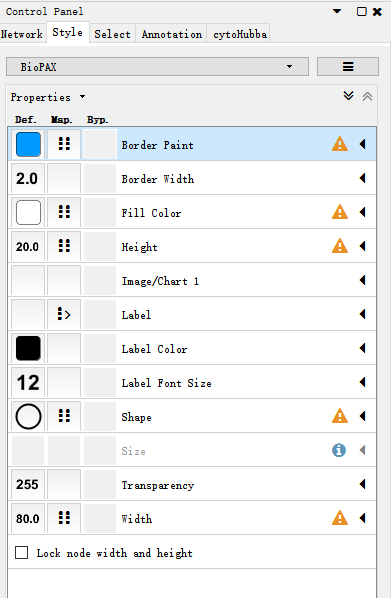 Control Panel
Network Style Select Annotation cytoHubba
BioPAX
Properties
Def. Map. Byp.
Border Paint
2.0 Border Width
Fill Color
20.0 Height
Image/Chart 1
Label
Label Color
12 Label Font Size
Shape
Size
255 Transparency
80.0 Width
Lock node width and height